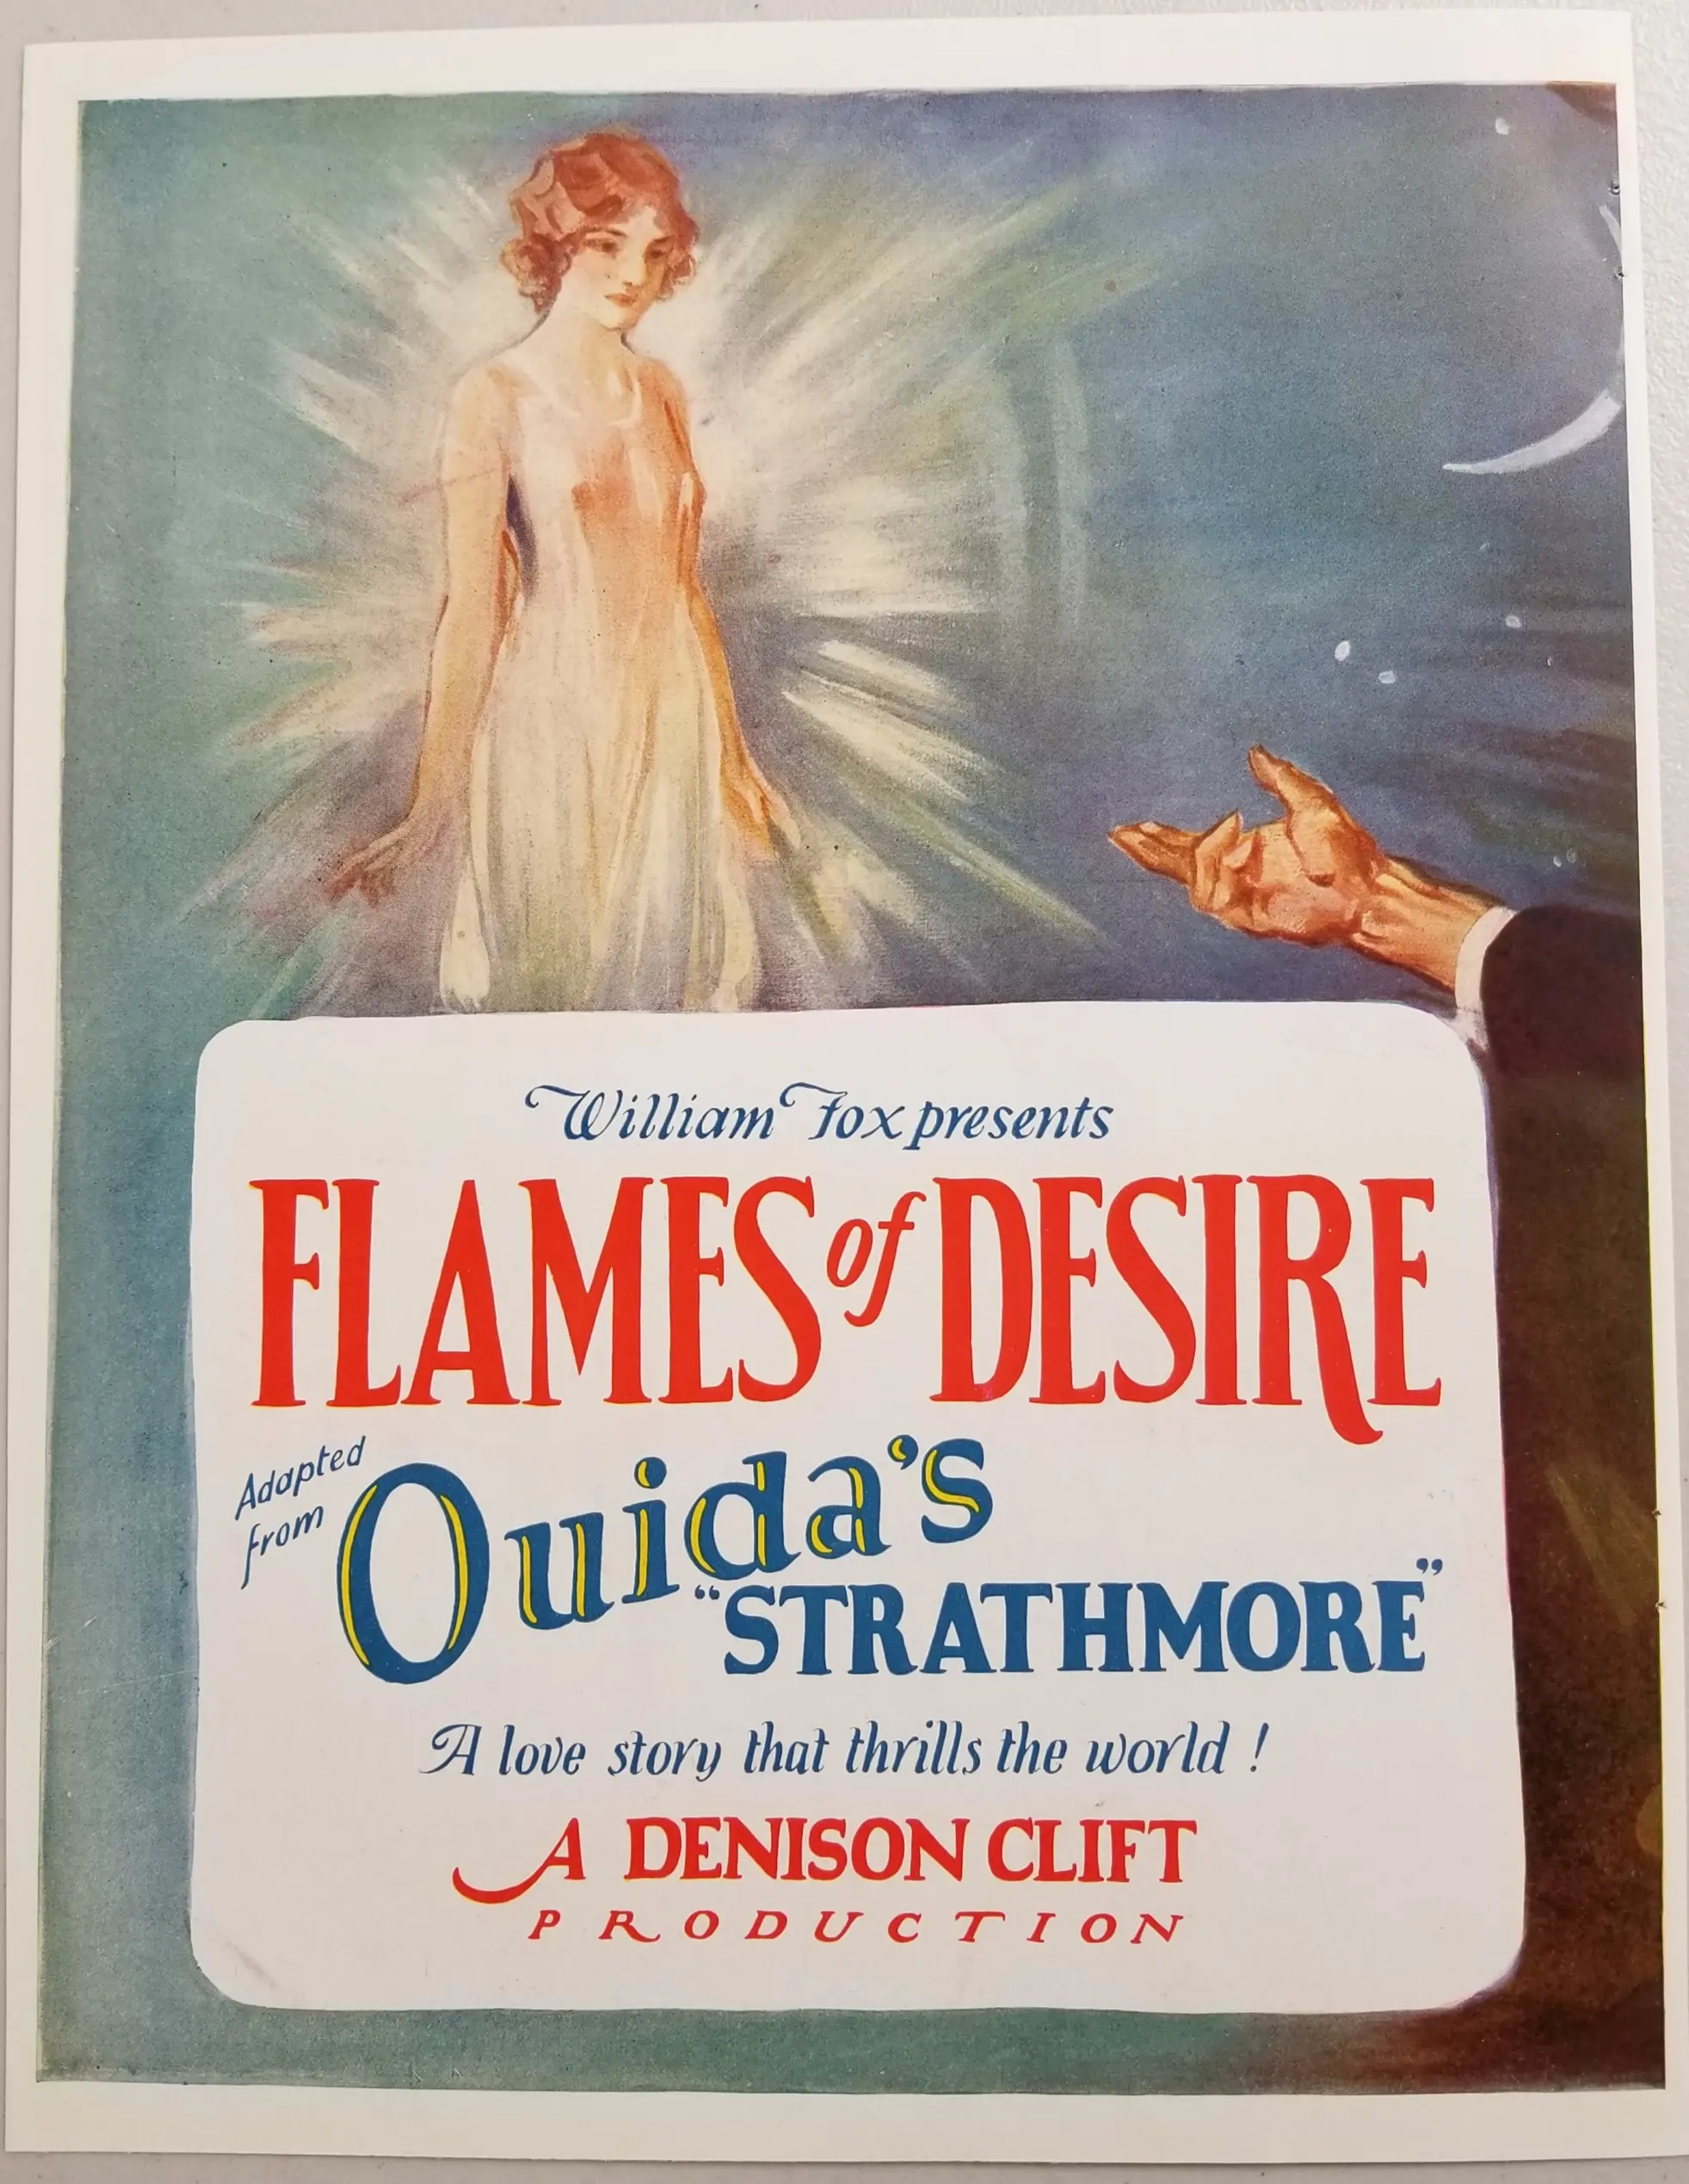 William Fox presents
FLAMES of DESIRE
Adapted
from
Ouida's
"STRATHMORE"
A love story that thrills the world !
A DENISON CLIFT
PRODUCTION